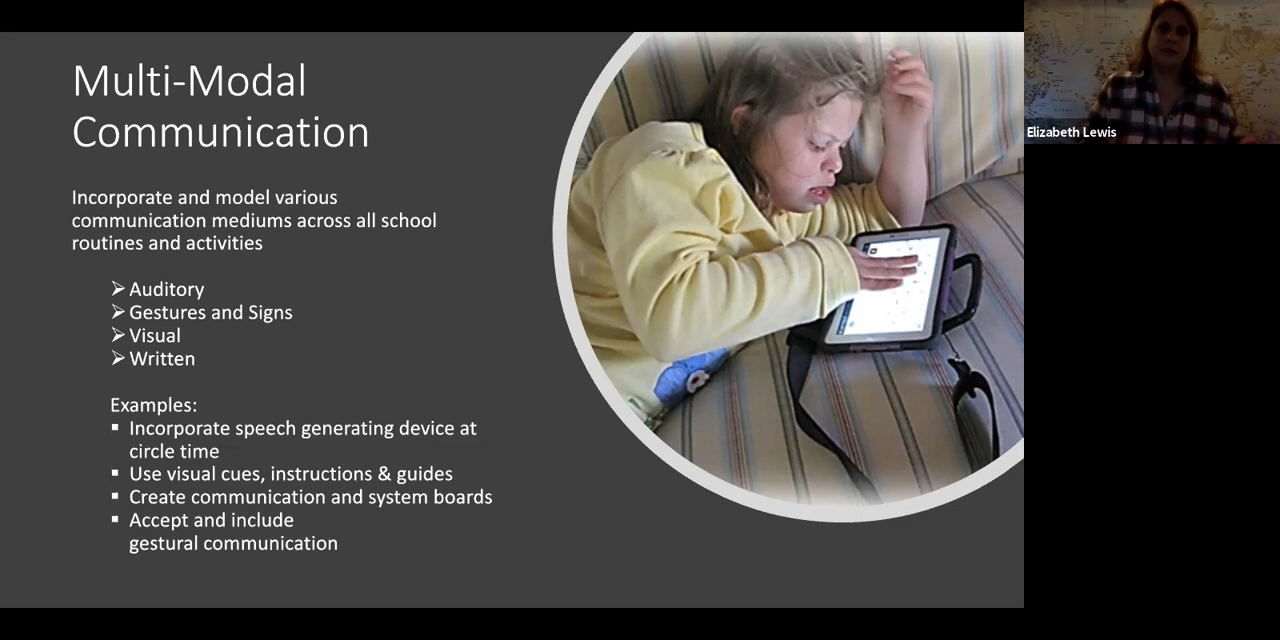 Multi-Modal
Communication
Incorporate and model various
communication mediums across all school
routines and activities
Auditory
Gestures and Signs
Visual
Written
Examples:
Incorporate speech generating device at
circle time
Use visual cues, instructions & guides
Create communication and system boards
Accept and include
gestural communication
Elizabeth Lewis